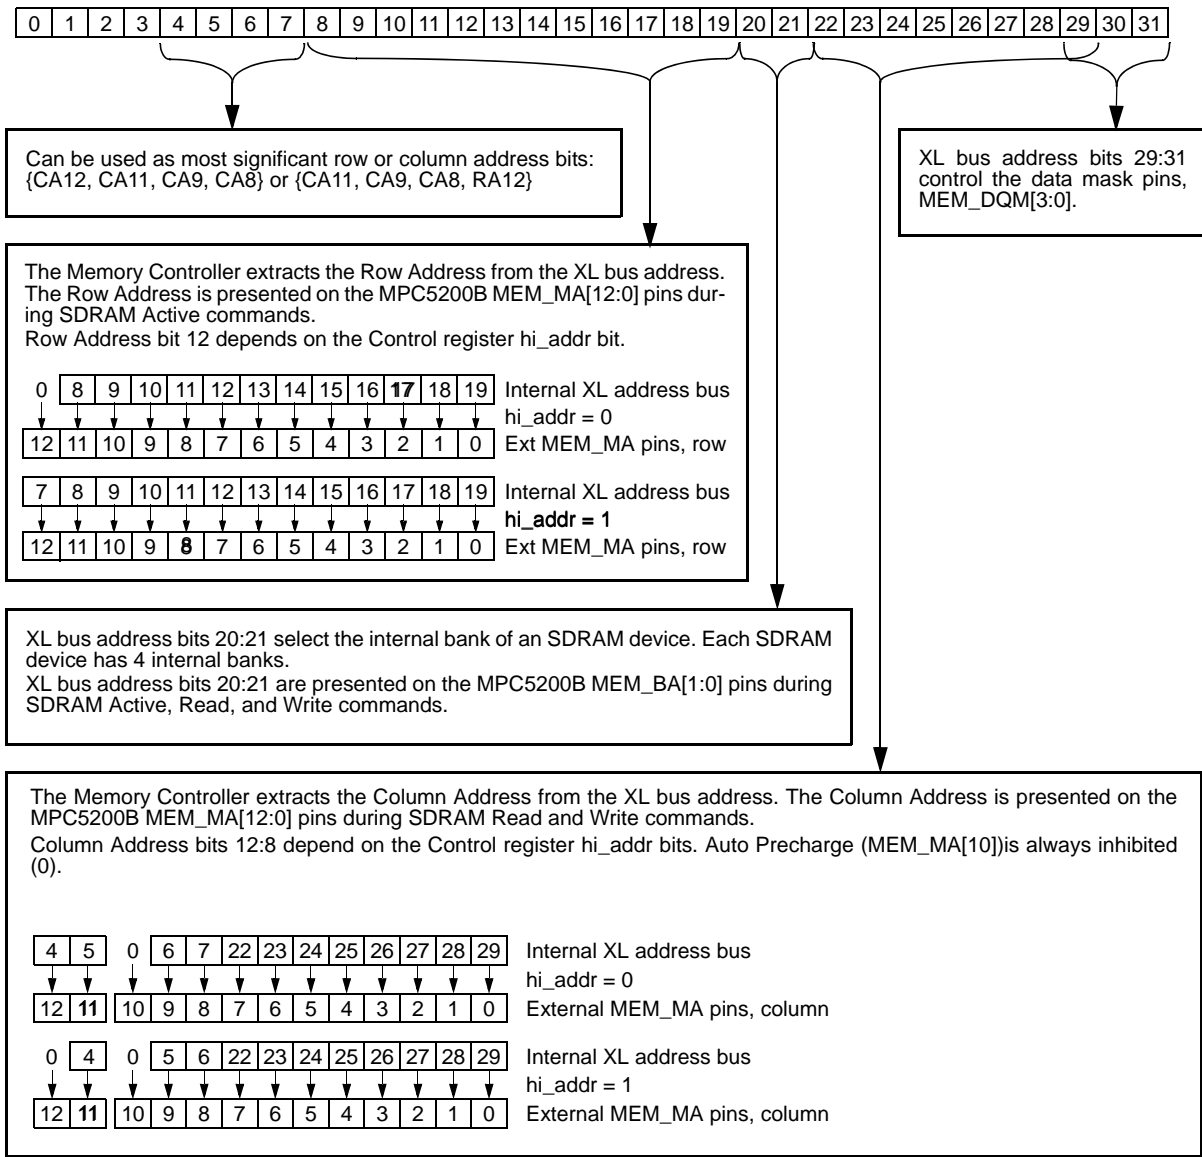 0 1 2 3 4 5 6 7 8 9 10 11 12 13 14 15 16 17 18 19 20 21 22 23 24 25 26 27 28 29 30 31
Can be used as most significant row or column address bits:
{CA12, CA11, CA9, CA8} or {CA11, CA9, CA8, RA12}
XL bus address bits 29:31
control the data mask pins,
MEM_DQM[3:0].
The Memory Controller extracts the Row Address from the XL bus address.
The Row Address is presented on the MPC5200B MEM_MA[12:0] pins dur-
ing SDRAM Active commands.
Row Address bit 12 depends on the Control register hi_addr bit.
0 8 9 10 11 12 13 14 15 16 17 18 19 Internal XL address bus
hi_addr = 0
12 11 10 9 8 7 6 5 4 3 2 1 0 Ext MEM_MA pins, row
7 8 9 10 11 12 13 14 15 16 17 18 19 Internal XL address bus
hi_addr = 1
12 11 10 9 8 7 6 5 4 3 2 1 0 Ext MEM_MA pins, row
XL bus address bits 20:21 select the internal bank of an SDRAM device. Each SDRAM
device has 4 internal banks.
XL bus address bits 20:21 are presented on the MPC5200B MEM_BA[1:0] pins during
SDRAM Active, Read, and Write commands.
The Memory Controller extracts the Column Address from the XL bus address. The Column Address is presented on the
MPC5200B MEM_MA[12:0] pins during SDRAM Read and Write commands.
Column Address bits 12:8 depend on the Control register hi_addr bits. Auto Precharge (MEM_MA[10])is always inhibited
(0).
4 5 0 6 7 22 23 24 25 26 27 28 29 Internal XL address bus
hi_addr = 0
12 11 10 9 8 7 6 5 4 3 2 1 0 External MEM_MA pins, column
0 4 0 5 6 22 23 24 25 26 27 28 29 Internal XL address bus
hi_addr = 1
12 11 10 9 8 7 6 5 4 3 2 1 0 External MEM_MA pins, column